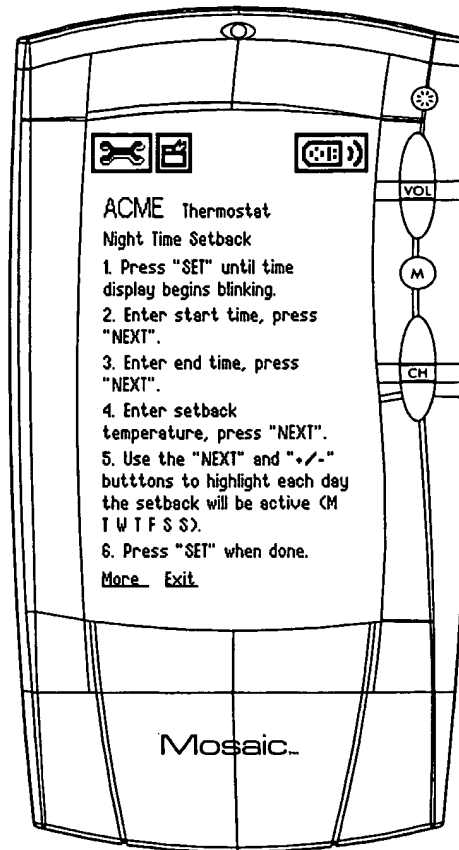 VOL
M
CH
ACME Thermostat
Night Time Setback
1. Press "SET" until time
display begins blinking.
2. Enter start time, press
"NEXT".
3. Enter end time, press
"NEXT".
4. Enter setback
temperature, press "NEXT".
5. Use the "NEXT" and "+/-"
butttons to highlight each day
the setback will be active (M
T W T F S S).
6. Press "SET" when done.
More Exit
Mosaic™